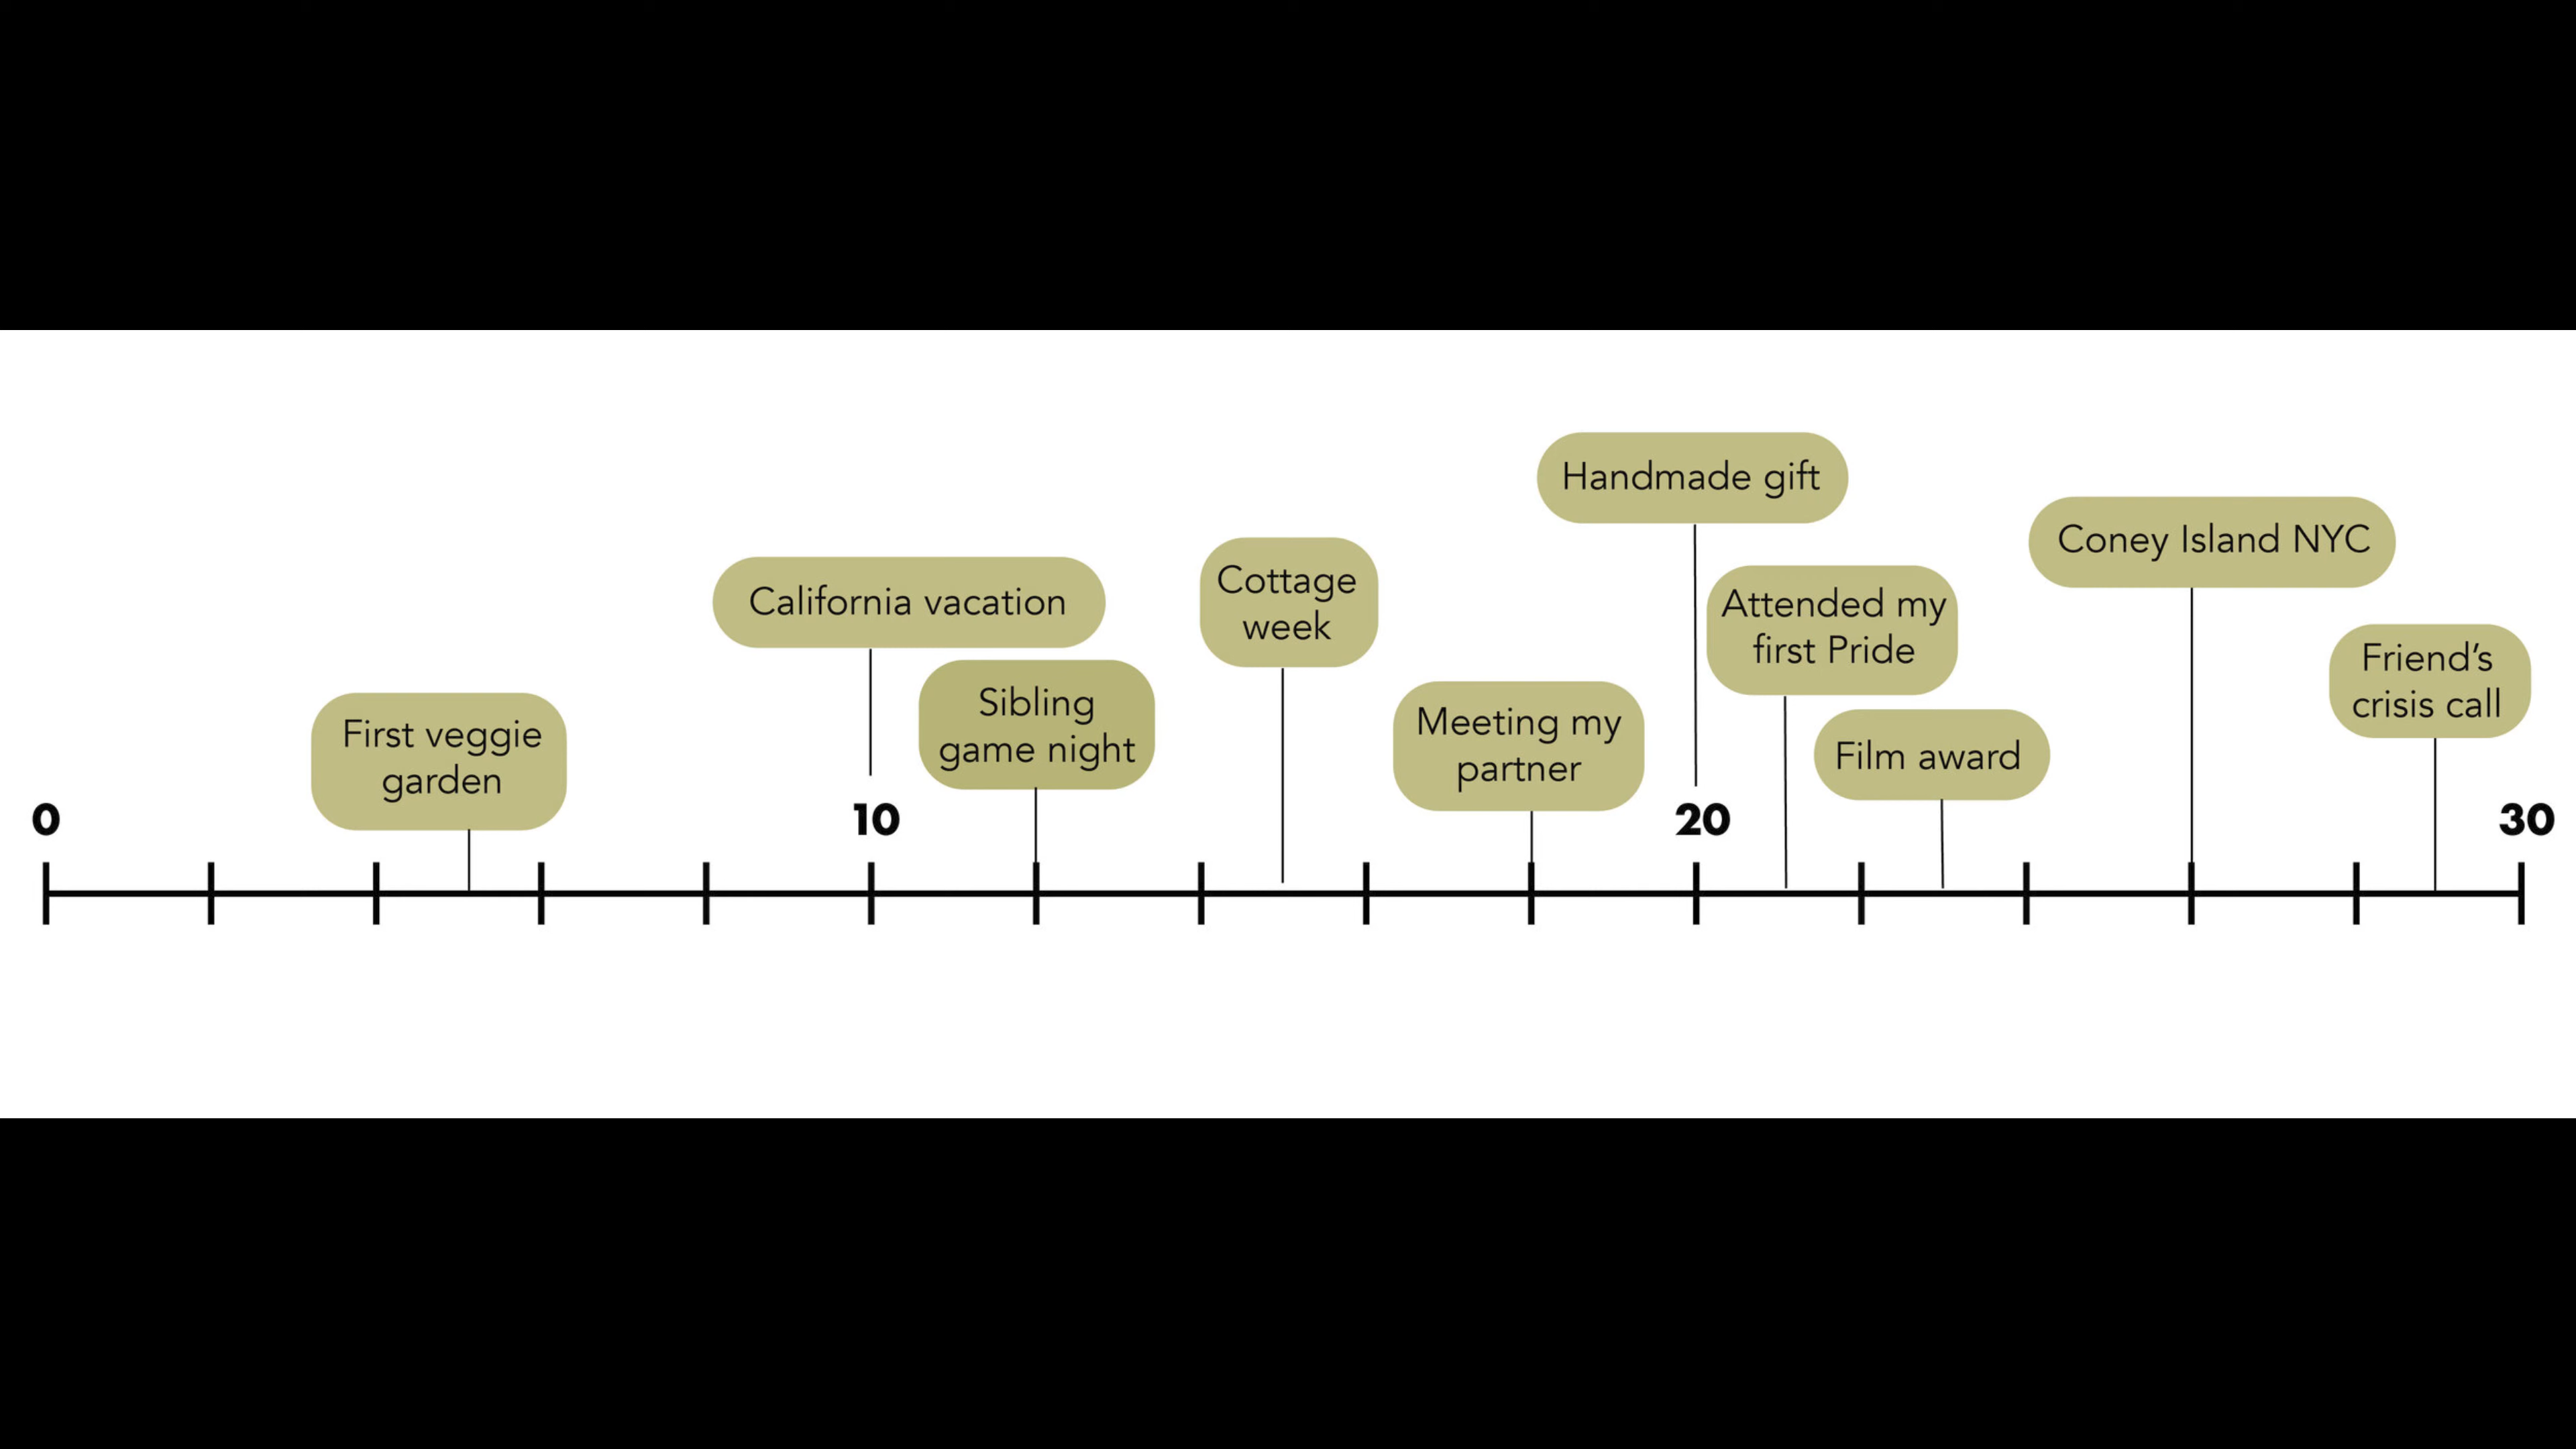 Handmade gift
Coney Island NYC
California vacation
Cottage
week
Attended my
first Pride
Friend’s
crisis call
Sibling
game night
First veggie
garden
Meeting my
partner
Film award
0
10
20
30